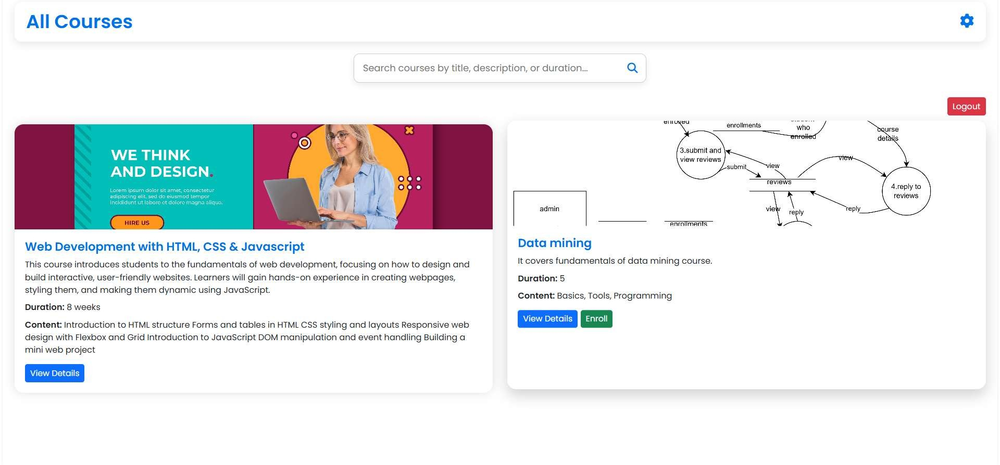 All Courses
Search courses by title, description, or duration...
Logout
WE THINK
AND DESIGN.
Lorem ipsum dolor sit amet, consectetur
adipiscing elit, sed do eiusmod tempor
incididunt ut labore et dolore magna aliqua.
HIRE US
Web Development with HTML, CSS & Javascript
This course introduces students to the fundamentals of web development, focusing on how to design and
build interactive, user-friendly websites. Learners will gain hands-on experience in creating webpages,
styling them, and making them dynamic using JavaScript.
Duration: 8 weeks
Content: Introduction to HTML structure Forms and tables in HTML CSS styling and layouts Responsive web
design with Flexbox and Grid Introduction to JavaScript DOM manipulation and event handling Building a
mini web project
View Details
enrolled
enrollments
student
who
enrolled
course
details
3.submit and
view reviews
submit
view
view
reviews
4.reply to
reviews
view
reply
reply
admin
enrollments
Data mining
It covers fundamentals of data mining course.
Duration: 5
Content: Basics, Tools, Programming
View Details
Enroll